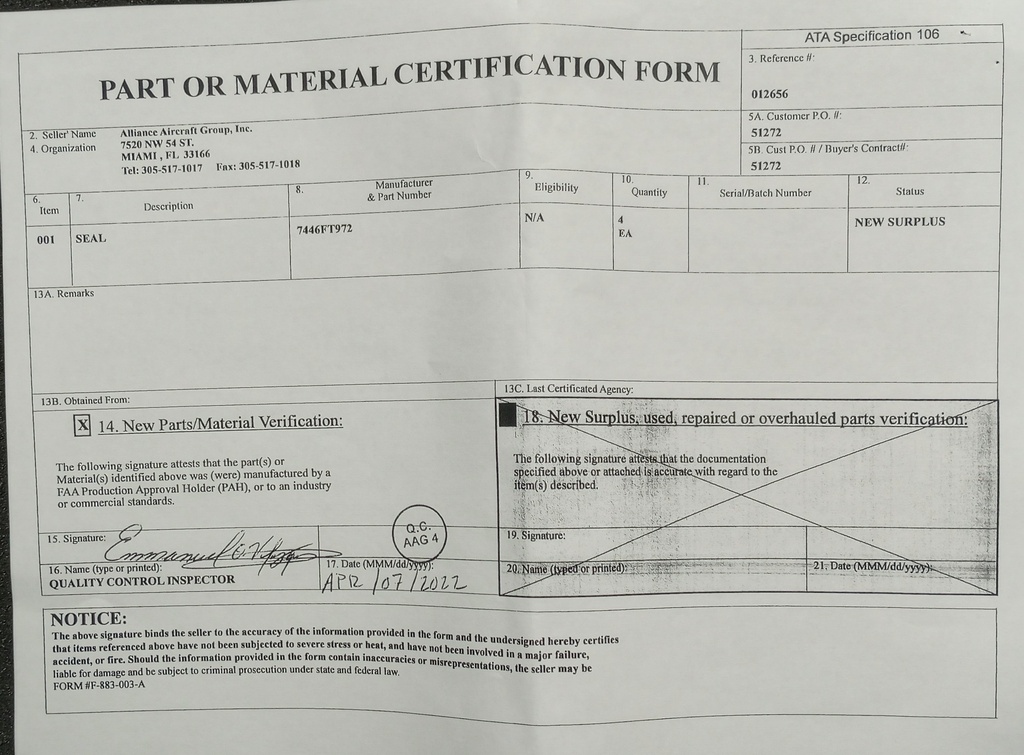 ATA Specification 106
PART OR MATERIAL CERTIFICATION FORM
3. Reference #:
012656
2. Seller' Name
4. Organization
Alliance Aircraft Group, Inc.
7520 NW 54 ST.
MIAMI , FL 33166
Tel: 305-517-1017 Fax: 305-517-1018
5A. Customer P.O. #:
51272
5B. Cust P.O. # / Buyer's Contract#:
51272
6. Item
7. Description
8. Manufacturer & Part Number
9. Eligibility
10. Quantity
11. Serial/Batch Number
12. Status
001
SEAL
7446FT972
N/A
4
EA
NEW SURPLUS
13A. Remarks
13B. Obtained From:
13C. Last Certificated Agency:
X 14. New Parts/Material Verification:
The following signature attests that the part(s) or
Material(s) identified above was (were) manufactured by a
FAA Production Approval Holder (PAH), or to an industry
or commercial standards.
18. New Surplus, used, repaired or overhauled parts verification:
The following signature attests that the documentation
specified above or attached is accurate with regard to the
item(s) described.
15. Signature:
Emmanuel
Q.C.
AAG 4
16. Name (type or printed):
QUALITY CONTROL INSPECTOR
17. Date (MMM/dd/yyyy):
APR /07/2022
19. Signature:
20. Name (typed or printed):
21. Date (MMM/dd/yyyy):
NOTICE:
The above signature binds the seller to the accuracy of the information provided in the form and the undersigned hereby certifies
that items referenced above have not been subjected to severe stress or heat, and have not been involved in a major failure,
accident, or fire. Should the information provided in the form contain inaccuracies or misrepresentations, the seller may be
liable for damage and be subject to criminal prosecution under state and federal law.
FORM #F-883-003-A